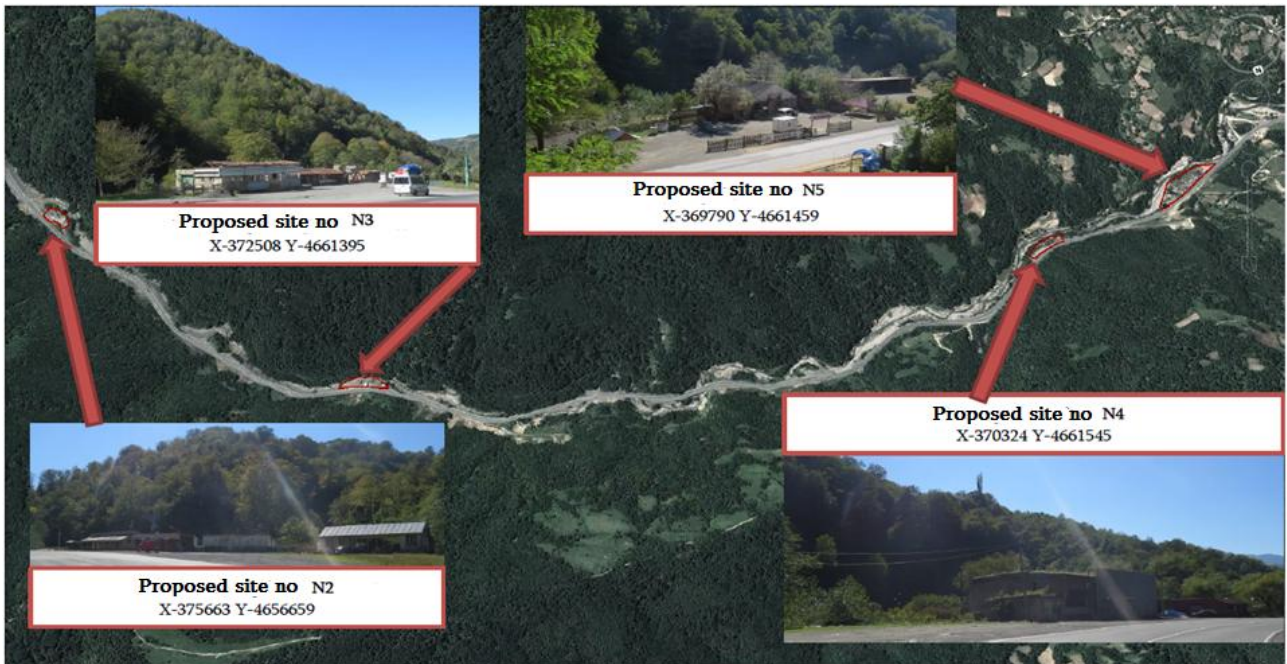 Proposed site no N3
X-372508 Y-4661395
Proposed site no N5
X-369790 Y-4661459
Proposed site no N4
X-370324 Y-4661545
Proposed site no N2
X-375663 Y-4656659